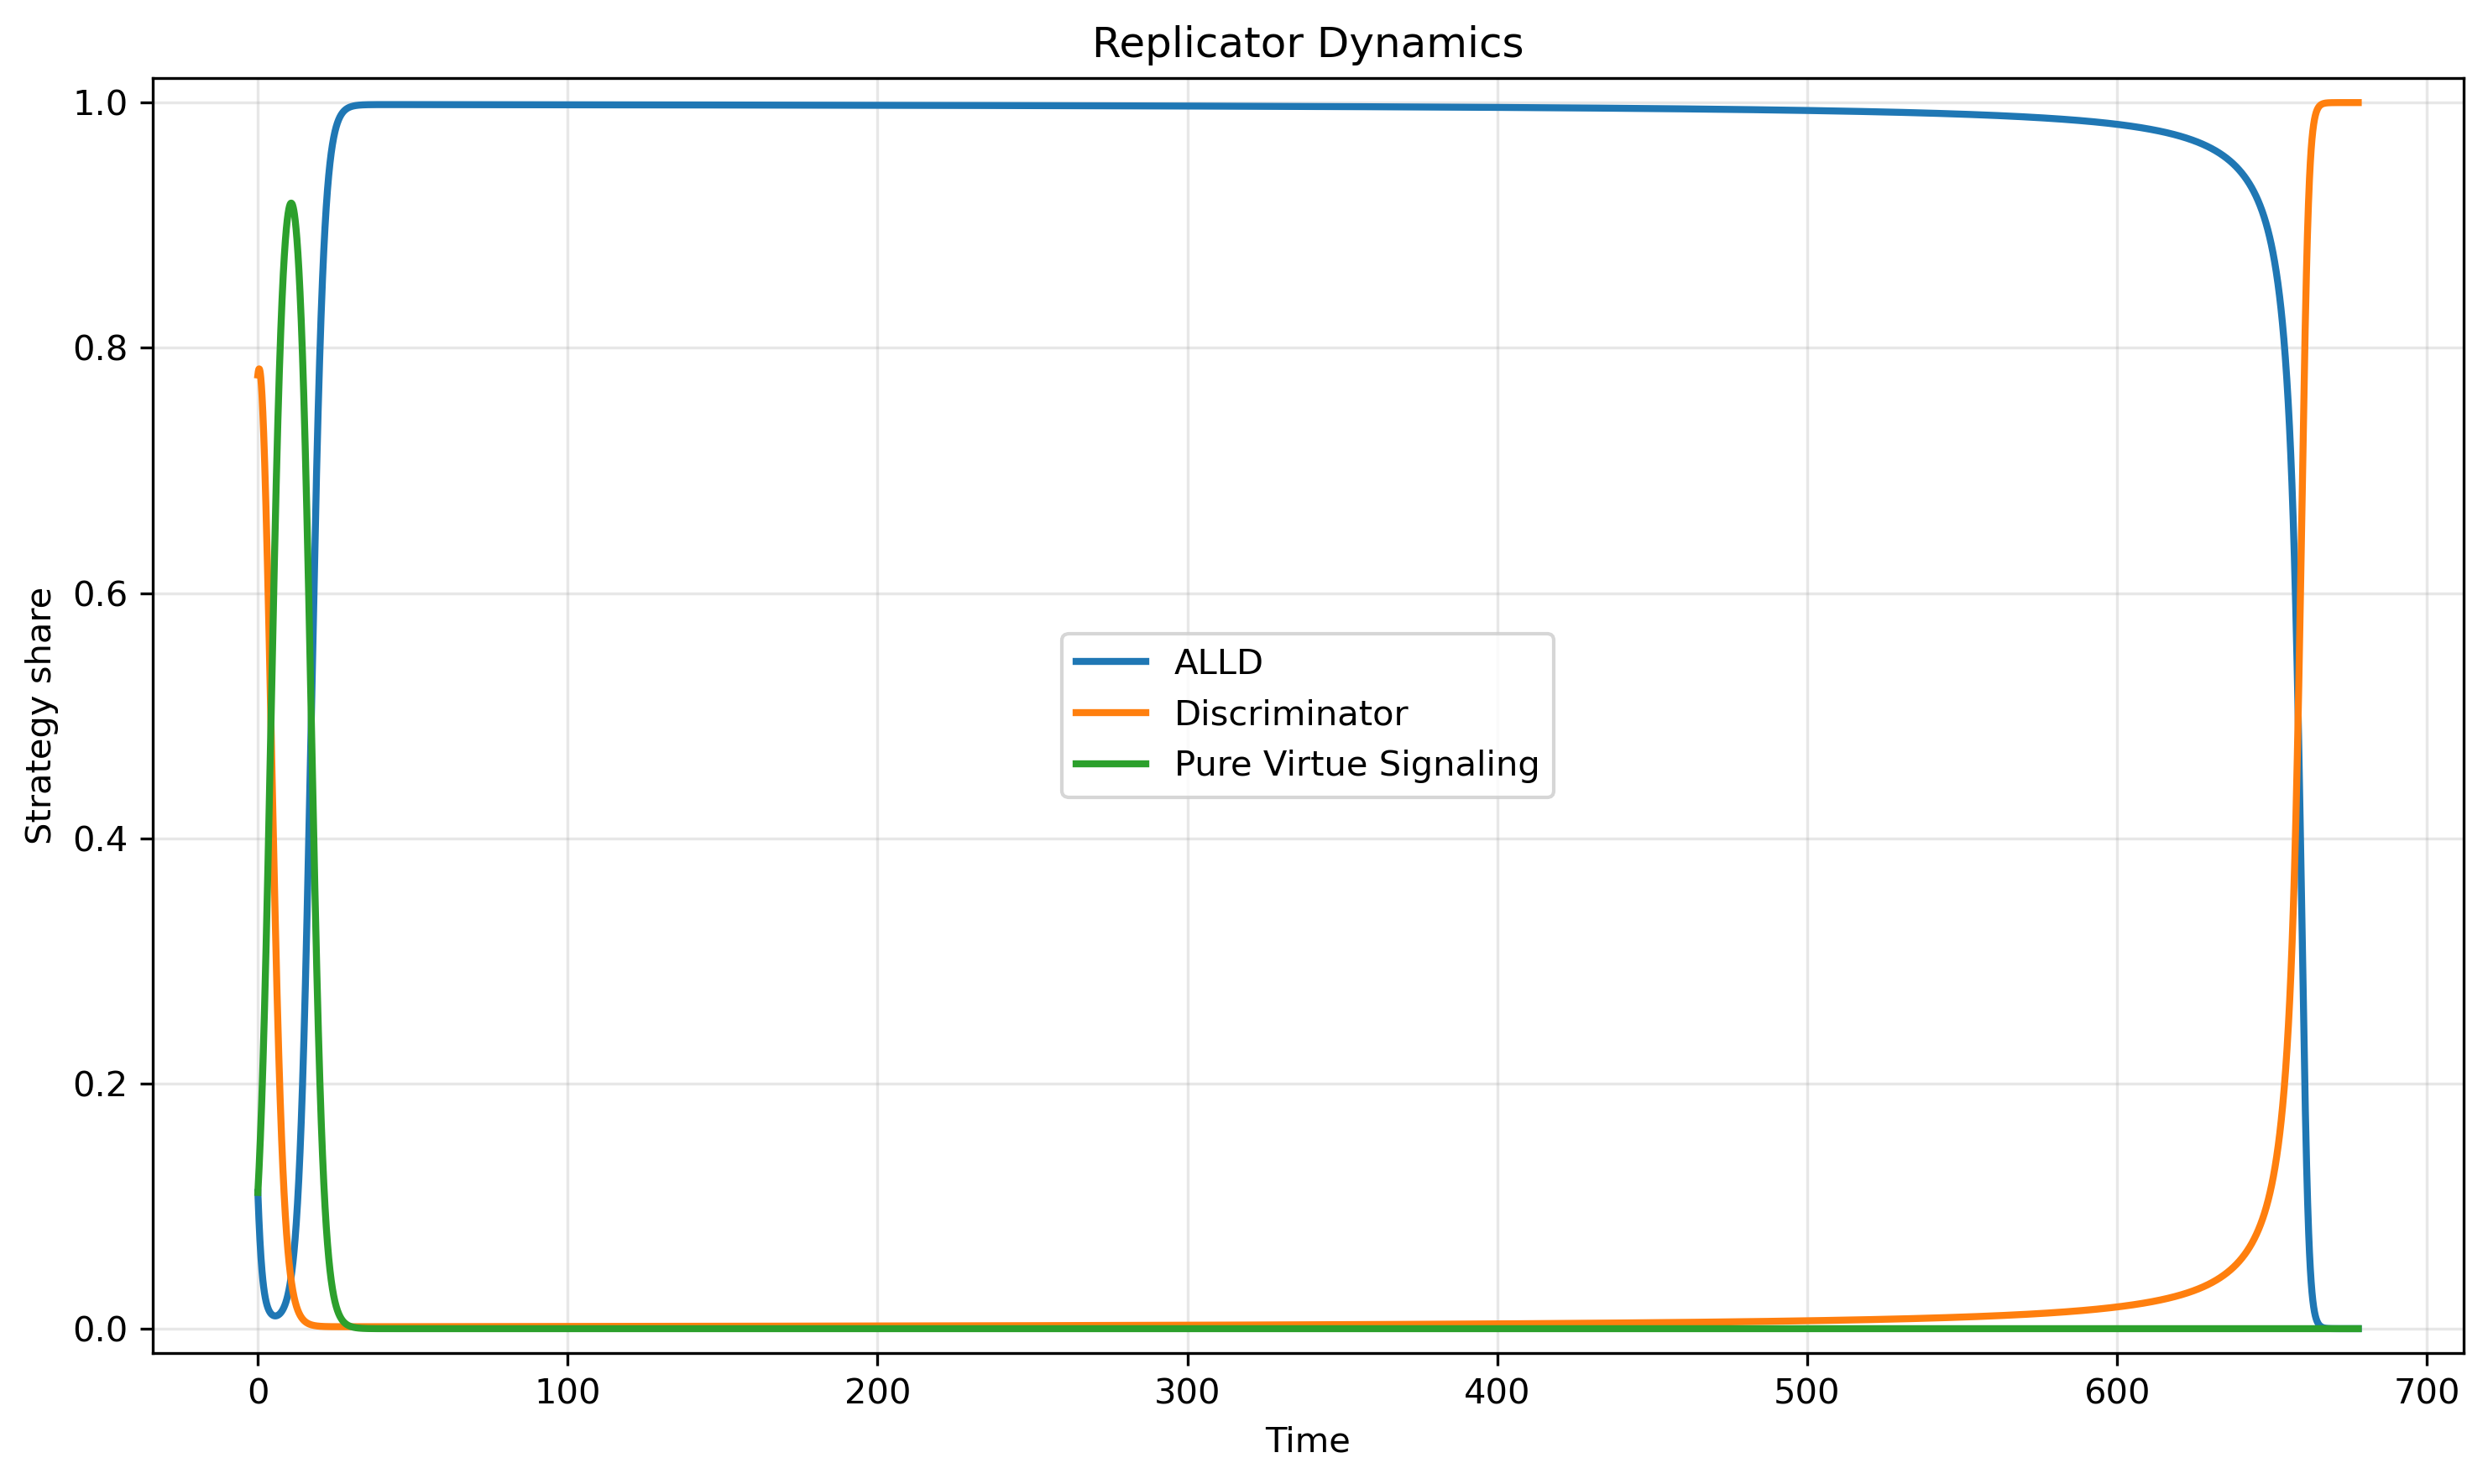 Replicator Dynamics
1.0
0.8
0.6
0.4
0.2
0.0
Strategy share
ALLD
Discriminator
Pure Virtue Signaling
0 100 200 300 400 500 600 700
Time